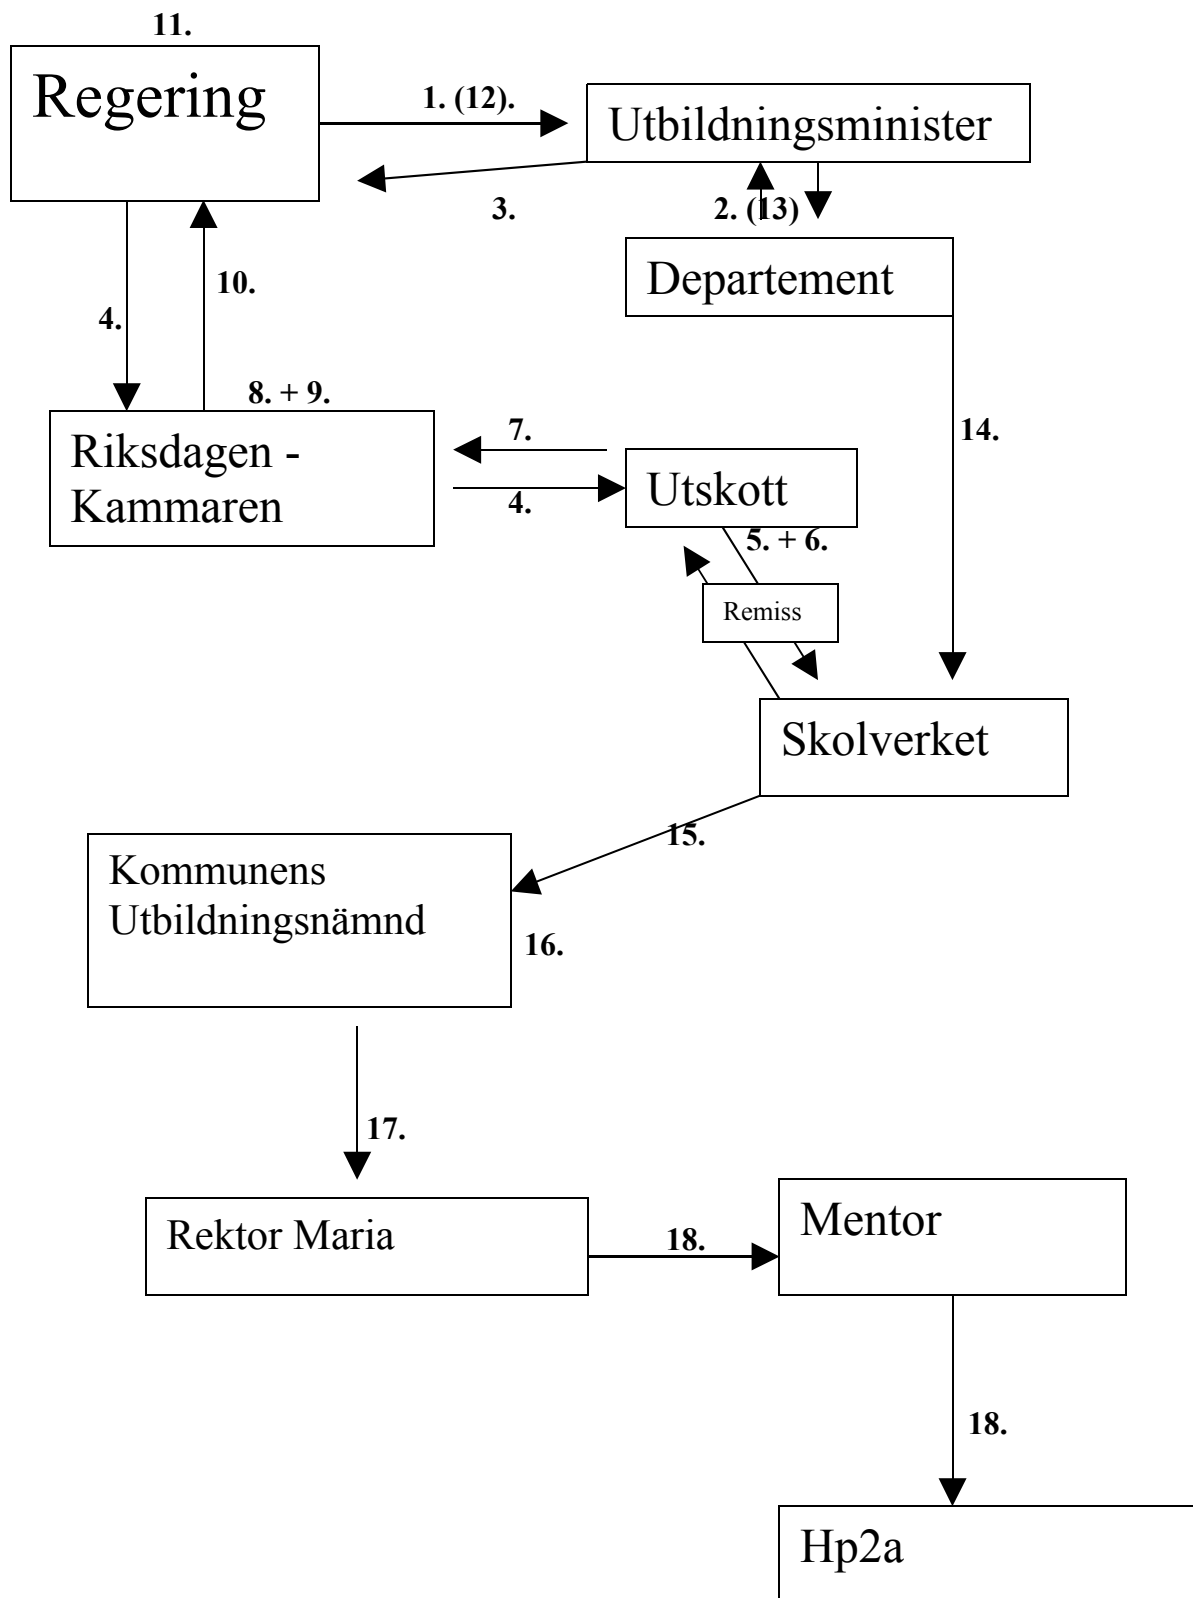 11.
Regering
1. (12).
Utbildningsminister
3.
2. (13)
Departement
10.
4.
8. + 9.
Riksdagen -
Kammaren
7.
4.
Utskott
14.
5. + 6.
Remiss
Skolverket
15.
Kommunens
Utbildningsnämnd
16.
17.
Rektor Maria
18.
Mentor
18.
Hp2a